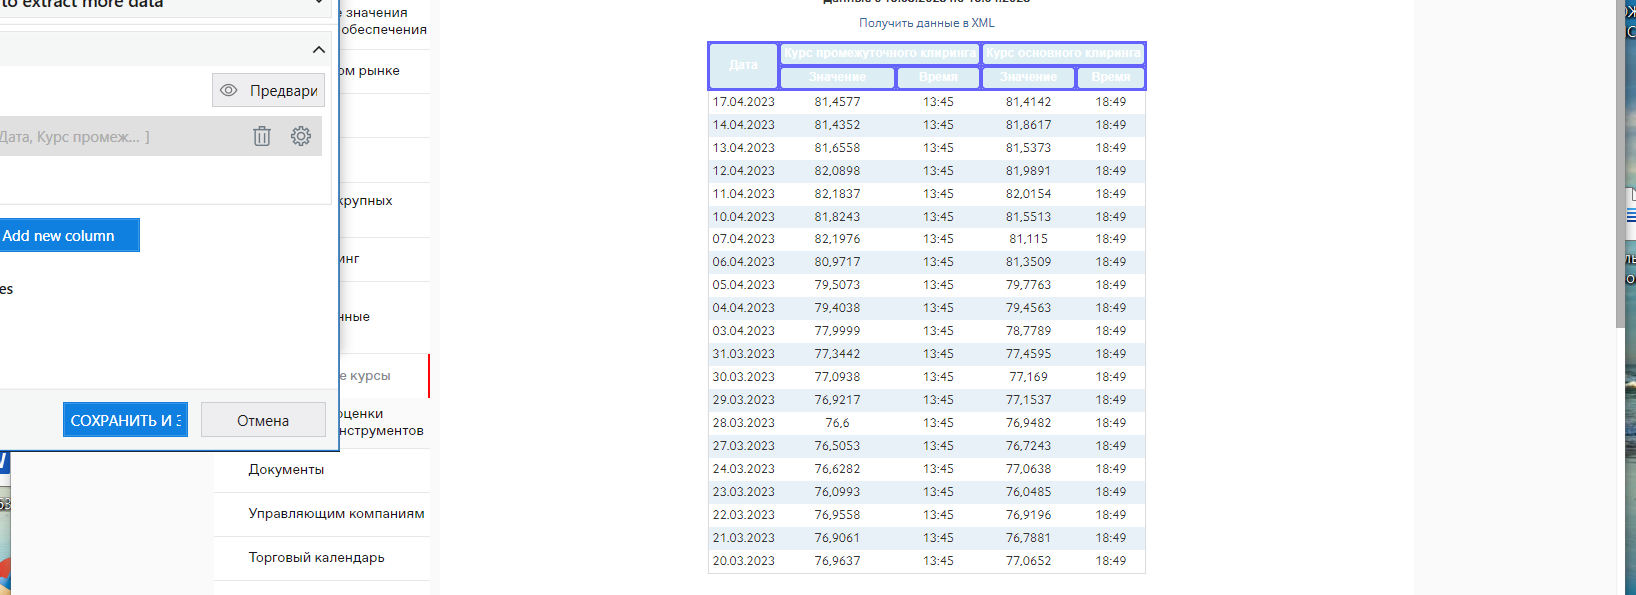 to extract more data
Предвари
Дата, Курс промеж... ]
Add new column
es
СОХРАНИТЬ И
Отмена
е значения
обеспечения
ом рынке
крупных
инг
нные
е курсы
оценки
нструментов
Документы
Управляющим компаниям
Торговый календарь
Получить данные в XML
Дата Курс промежуточного клиринга Курс основного клиринга
Значение Время Значение Время
17.04.2023 81,4577 13:45 81,4142 18:49
14.04.2023 81,4352 13:45 81,8617 18:49
13.04.2023 81,6558 13:45 81,5373 18:49
12.04.2023 82,0898 13:45 81,9891 18:49
11.04.2023 82,1837 13:45 82,0154 18:49
10.04.2023 81,8243 13:45 81,5513 18:49
07.04.2023 82,1976 13:45 81,115 18:49
06.04.2023 80,9717 13:45 81,3509 18:49
05.04.2023 79,5073 13:45 79,7763 18:49
04.04.2023 79,4038 13:45 79,4563 18:49
03.04.2023 77,9999 13:45 78,7789 18:49
31.03.2023 77,3442 13:45 77,4595 18:49
30.03.2023 77,0938 13:45 77,169 18:49
29.03.2023 76,9217 13:45 77,1537 18:49
28.03.2023 76,6 13:45 76,9482 18:49
27.03.2023 76,5053 13:45 76,7243 18:49
24.03.2023 76,6282 13:45 77,0638 18:49
23.03.2023 76,0993 13:45 76,0485 18:49
22.03.2023 76,9558 13:45 76,9196 18:49
21.03.2023 76,9061 13:45 76,7881 18:49
20.03.2023 76,9637 13:45 77,0652 18:49